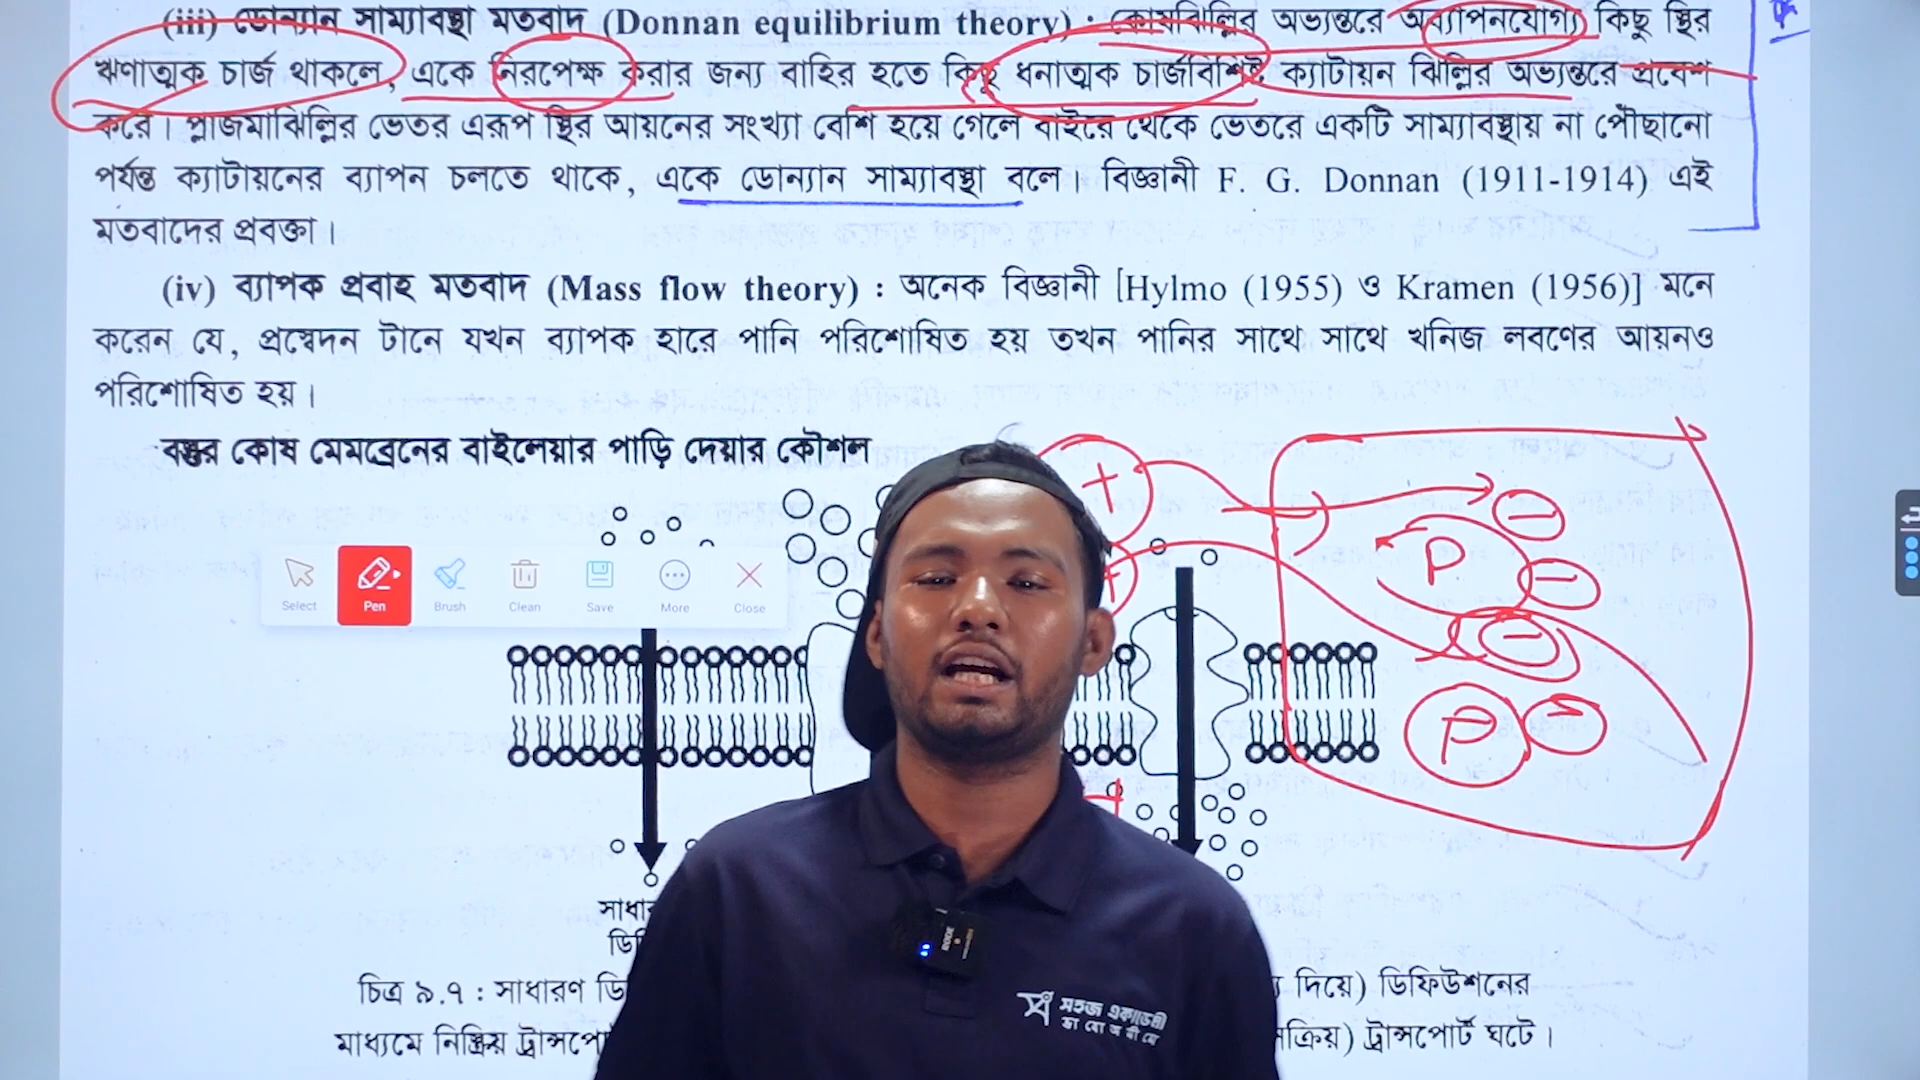 (iii) ডোন্যান সাম্যাবস্থা মতবাদ (Donnan equilibrium theory) : কোষঝিল্লির অভ্যন্তরে অব্যাপনযোগ্য কিছু স্থির
ঋণাত্মক চার্জ থাকলে, একে নিরপেক্ষ করার জন্য বাহির হতে কিছু ধনাত্মক চার্জবিশিষ্ট ক্যাটায়ন ঝিল্লির অভ্যন্তরে প্রবেশ
করে। প্লাজমাঝিল্লির ভেতর এরূপ স্থির আয়নের সংখ্যা বেশি হয়ে গেলে বাইরে থেকে ভেতরে একটি সাম্যাবস্থায় না পৌঁছানো
পর্যন্ত ক্যাটায়নের ব্যাপন চলতে থাকে, একে ডোন্যান সাম্যাবস্থা বলে। বিজ্ঞানী F. G. Donnan (1911-1914) এই
মতবাদের প্রবক্তা।
(iv) ব্যাপক প্রবাহ মতবাদ (Mass flow theory) : অনেক বিজ্ঞানী [Hylmo (1955) ও Kramen (1956)] মনে
করেন যে, প্রস্বেদন টানে যখন ব্যাপক হারে পানি পরিশোষিত হয় তখন পানির সাথে সাথে খনিজ লবণের আয়নও
পরিশোষিত হয়।
বস্তুর কোষ মেমব্রেনের বাইলেয়ার পাড়ি দেয়ার কৌশল
+ −
P −
+ −
P −
Select Pen Brush Clean Save More Close
+
সাধার
ডি
RODE
সহজ একাডেমী
চিত্র ৯.৭ : সাধারণ ডি দিয়ে) ডিফিউশনের
মাধ্যমে নিষ্ক্রিয় ট্রান্সপো ক্রিয়) ট্রান্সপোর্ট ঘটে।